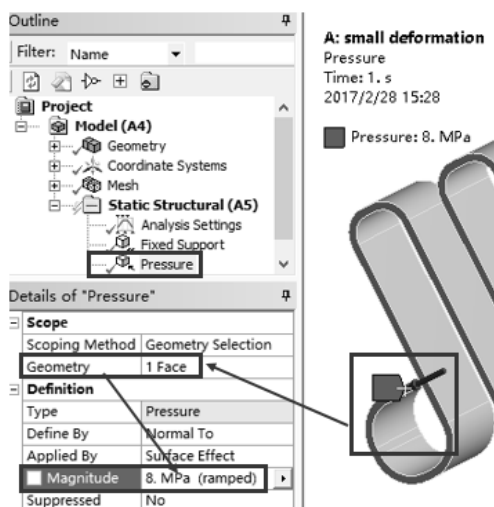 Outline
Filter: Name
Project
Model (A4)
Geometry
Coordinate Systems
Mesh
Static Structural (A5)
Analysis Settings
Fixed Support
Pressure
Details of "Pressure"
Scope
Scoping Method Geometry Selection
Geometry 1 Face
Definition
Type Pressure
Define By Normal To
Applied By Surface Effect
Magnitude 8. MPa (ramped)
Suppressed No
A: small deformation
Pressure
Time: 1. s
2017/2/28 15:28
Pressure: 8. MPa